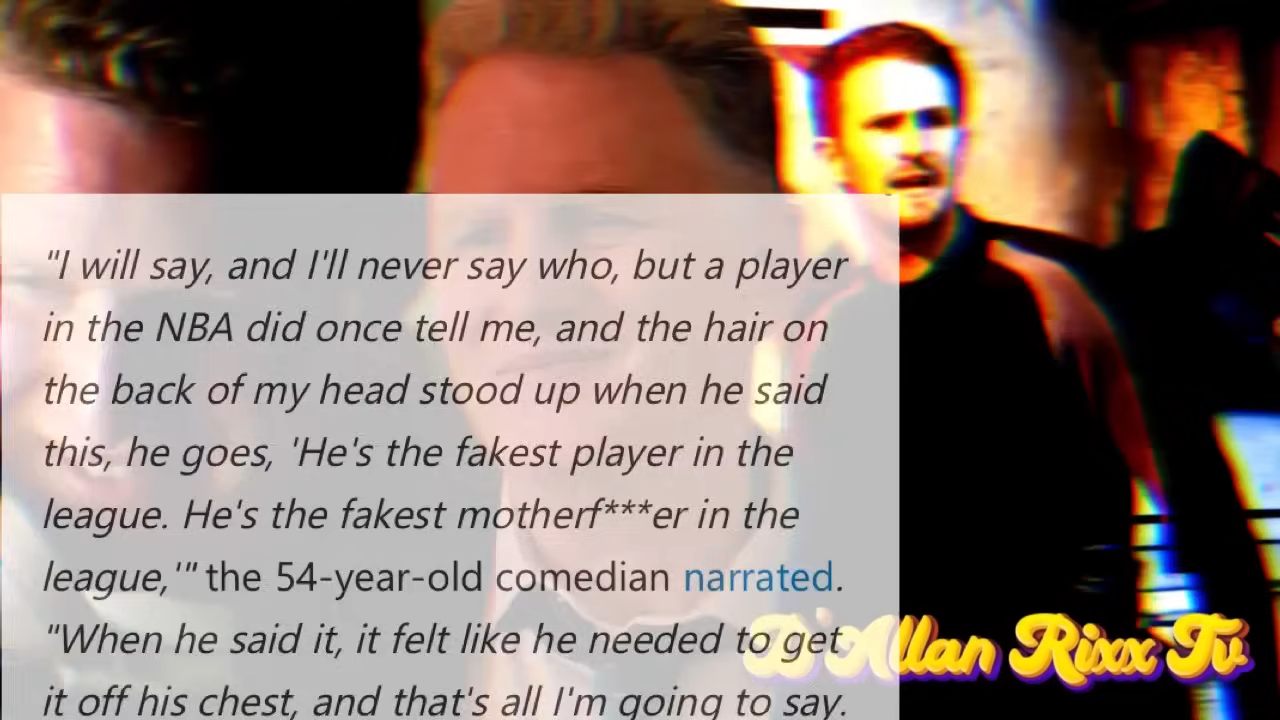 "I will say, and I'll never say who, but a player
in the NBA did once tell me, and the hair on
the back of my head stood up when he said
this, he goes, 'He's the fakest player in the
league. He's the fakest motherf***er in the
league,'" the 54-year-old comedian narrated.
"When he said it, it felt like he needed to get
it off his chest, and that's all I'm going to say.
D'Allan Rixx Tv